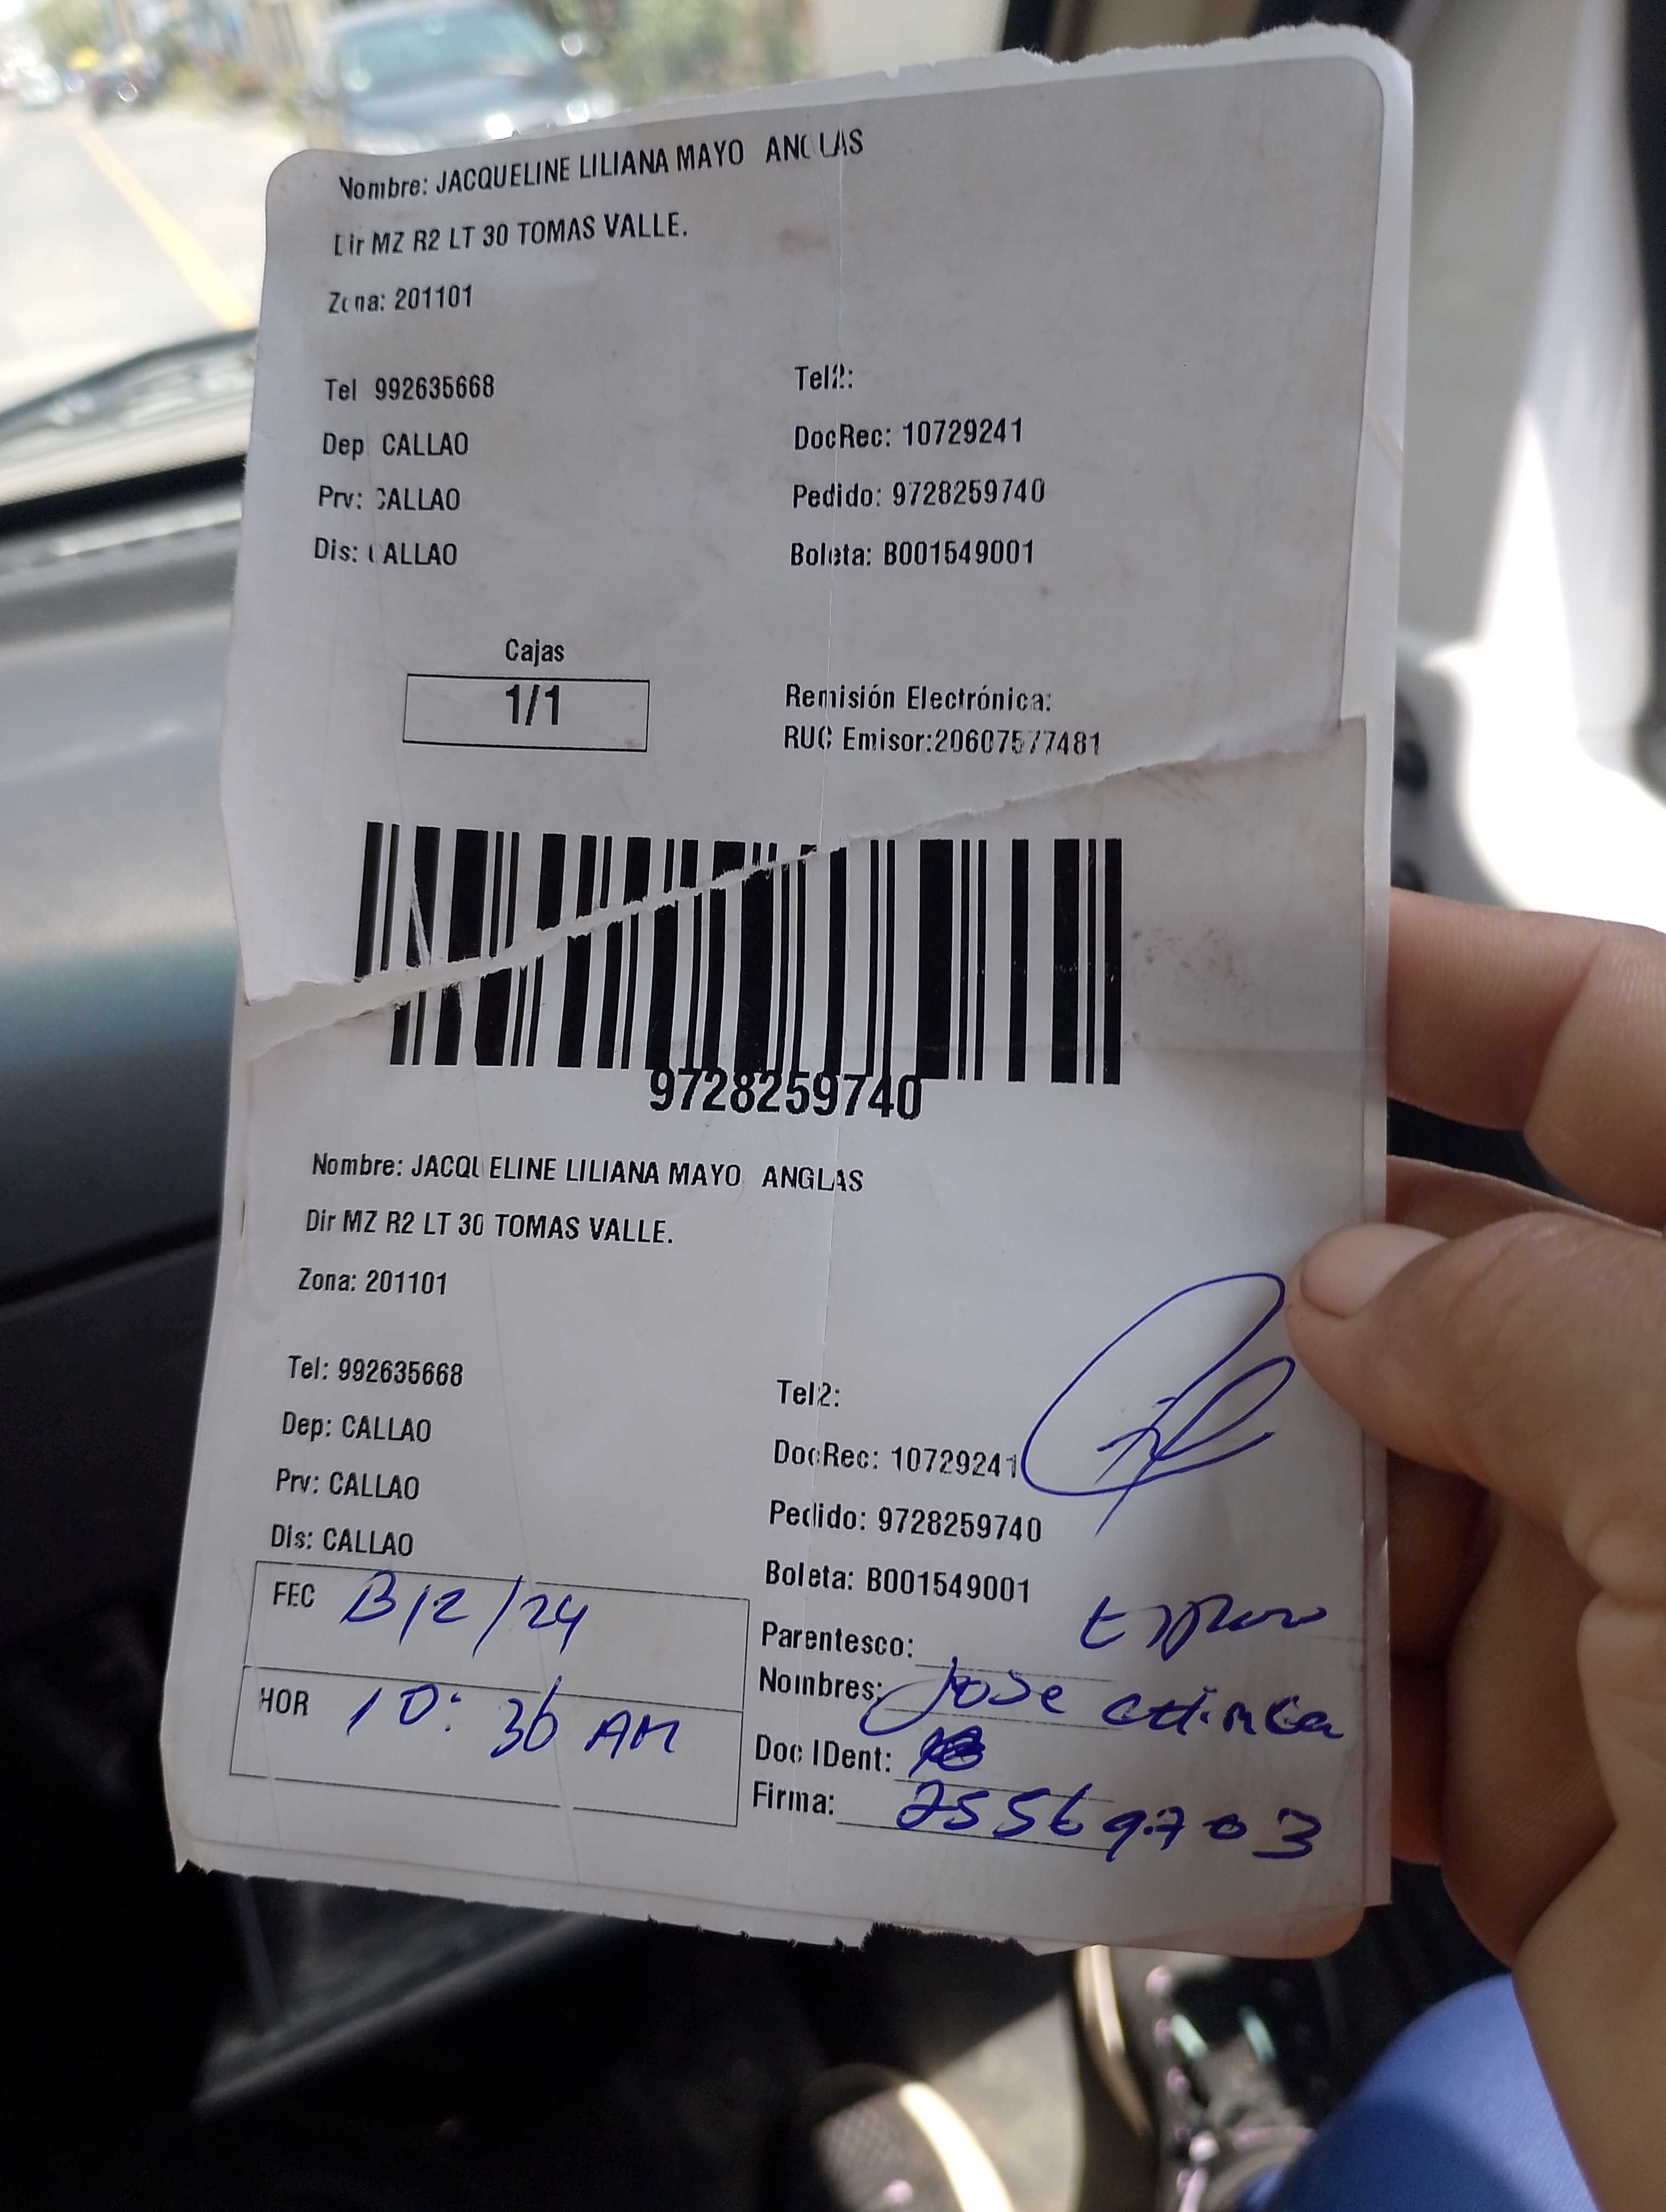 Nombre: JACQUELINE LILIANA MAYO ANGLAS
Dir MZ R2 LT 30 TOMAS VALLE.
Zona: 201101
Tel 992635668
Tel2:
Dep CALLAO
DocRec: 10729241
Prv: CALLAO
Pedido: 9728259740
Dis: CALLAO
Boleta: B001549001
Cajas
1/1
Remisión Electrónica:
RUC Emisor:20607577481
9728259740
Nombre: JACQUELINE LILIANA MAYO ANGLAS
Dir MZ R2 LT 30 TOMAS VALLE.
Zona: 201101
Tel: 992635668
Tel2:
Dep: CALLAO
DocRec: 10729241
Prv: CALLAO
Pedido: 9728259740
Dis: CALLAO
Boleta: B001549001
FEC /2/24
Parentesco:
Nombres: Jose
HOR 10:36 AM
Doc IDent:
Firma: 25569703